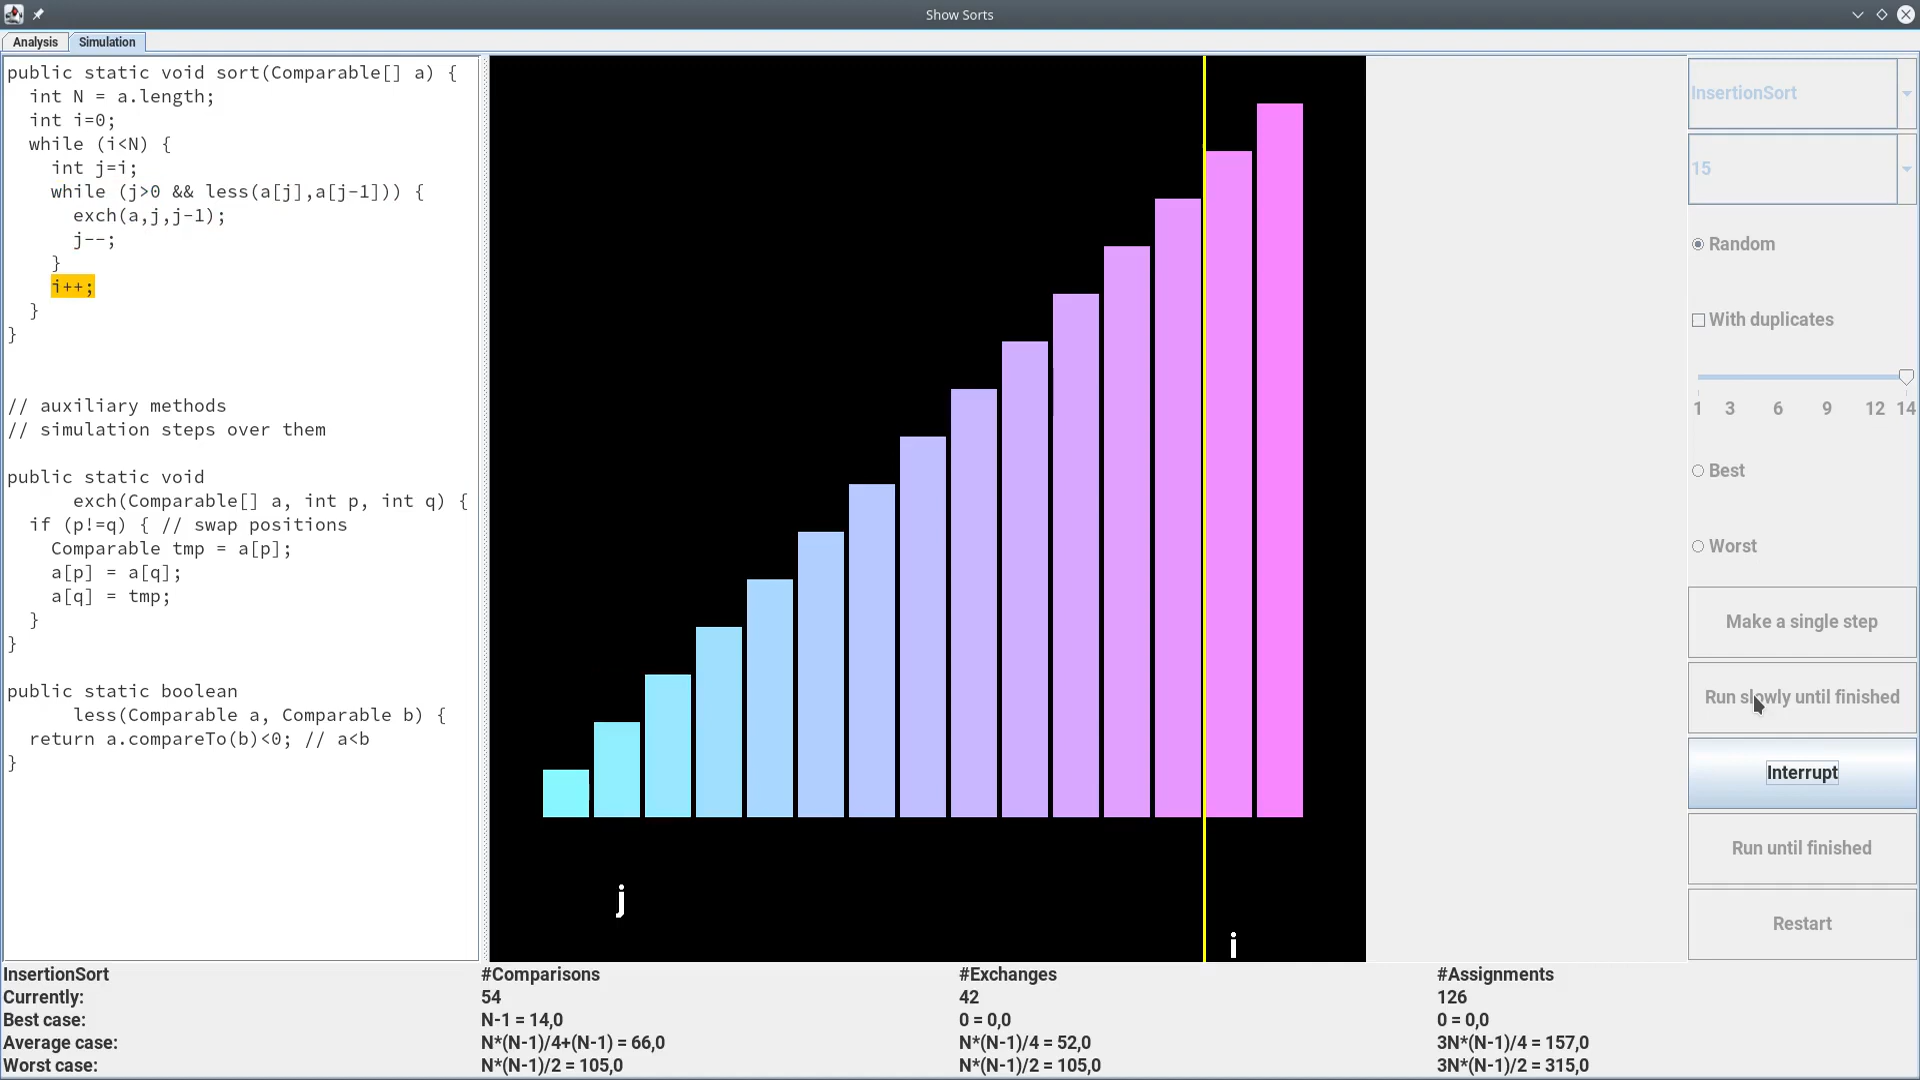 Show Sorts
Analysis Simulation
public static void sort(Comparable[] a) {
int N = a.length;
int i=0;
while (i<N) {
int j=i;
while (j>0 && less(a[j],a[j-1])) {
exch(a,j,j-1);
j--;
}
i++;
}
}
// auxiliary methods
// simulation steps over them
public static void
exch(Comparable[] a, int p, int q) {
if (p!=q) { // swap positions
Comparable tmp = a[p];
a[p] = a[q];
a[q] = tmp;
}
}
public static boolean
less(Comparable a, Comparable b) {
return a.compareTo(b)<0; // a<b
}
j
i
InsertionSort
15
Random
With duplicates
1 3 6 9 12 14
Best
Worst
Make a single step
Run slowly until finished
Interrupt
Run until finished
Restart
InsertionSort #Comparisons #Exchanges #Assignments
Currently: 54 42 126
Best case: N-1 = 14,0 0 = 0,0 0 = 0,0
Average case: N*(N-1)/4+(N-1) = 66,0 N*(N-1)/4 = 52,0 3N*(N-1)/4 = 157,0
Worst case: N*(N-1)/2 = 105,0 N*(N-1)/2 = 105,0 3N*(N-1)/2 = 315,0